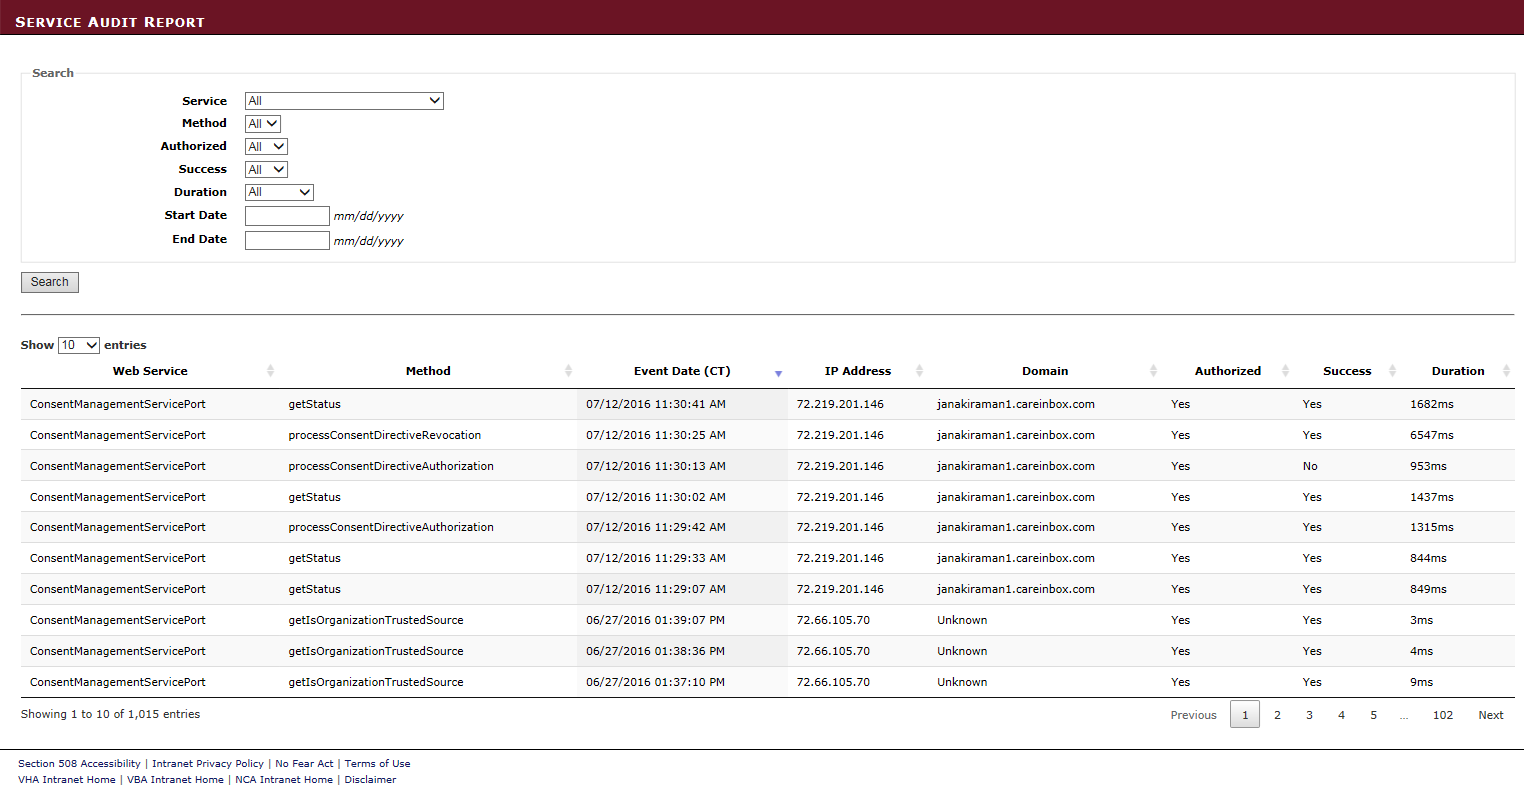 SERVICE AUDIT REPORT
Search
Service All
Method All
Authorized All
Success All
Duration All
Start Date mm/dd/yyyy
End Date mm/dd/yyyy
Search
Show 10 entries
Web Service Method Event Date (CT) IP Address Domain Authorized Success Duration
ConsentManagementServicePort getStatus 07/12/2016 11:30:41 AM 72.219.201.146 janakiraman1.careinbox.com Yes Yes 1682ms
ConsentManagementServicePort processConsentDirectiveRevocation 07/12/2016 11:30:25 AM 72.219.201.146 janakiraman1.careinbox.com Yes Yes 6547ms
ConsentManagementServicePort processConsentDirectiveAuthorization 07/12/2016 11:30:13 AM 72.219.201.146 janakiraman1.careinbox.com Yes No 953ms
ConsentManagementServicePort getStatus 07/12/2016 11:30:02 AM 72.219.201.146 janakiraman1.careinbox.com Yes Yes 1437ms
ConsentManagementServicePort processConsentDirectiveAuthorization 07/12/2016 11:29:42 AM 72.219.201.146 janakiraman1.careinbox.com Yes Yes 1315ms
ConsentManagementServicePort getStatus 07/12/2016 11:29:33 AM 72.219.201.146 janakiraman1.careinbox.com Yes Yes 844ms
ConsentManagementServicePort getStatus 07/12/2016 11:29:07 AM 72.219.201.146 janakiraman1.careinbox.com Yes Yes 849ms
ConsentManagementServicePort getIsOrganizationTrustedSource 06/27/2016 01:39:07 PM 72.66.105.70 Unknown Yes Yes 3ms
ConsentManagementServicePort getIsOrganizationTrustedSource 06/27/2016 01:38:36 PM 72.66.105.70 Unknown Yes Yes 4ms
ConsentManagementServicePort getIsOrganizationTrustedSource 06/27/2016 01:37:10 PM 72.66.105.70 Unknown Yes Yes 9ms
Showing 1 to 10 of 1,015 entries Previous 1 2 3 4 5 ... 102 Next
Section 508 Accessibility | Intranet Privacy Policy | No Fear Act | Terms of Use
VHA Intranet Home | VBA Intranet Home | NCA Intranet Home | Disclaimer